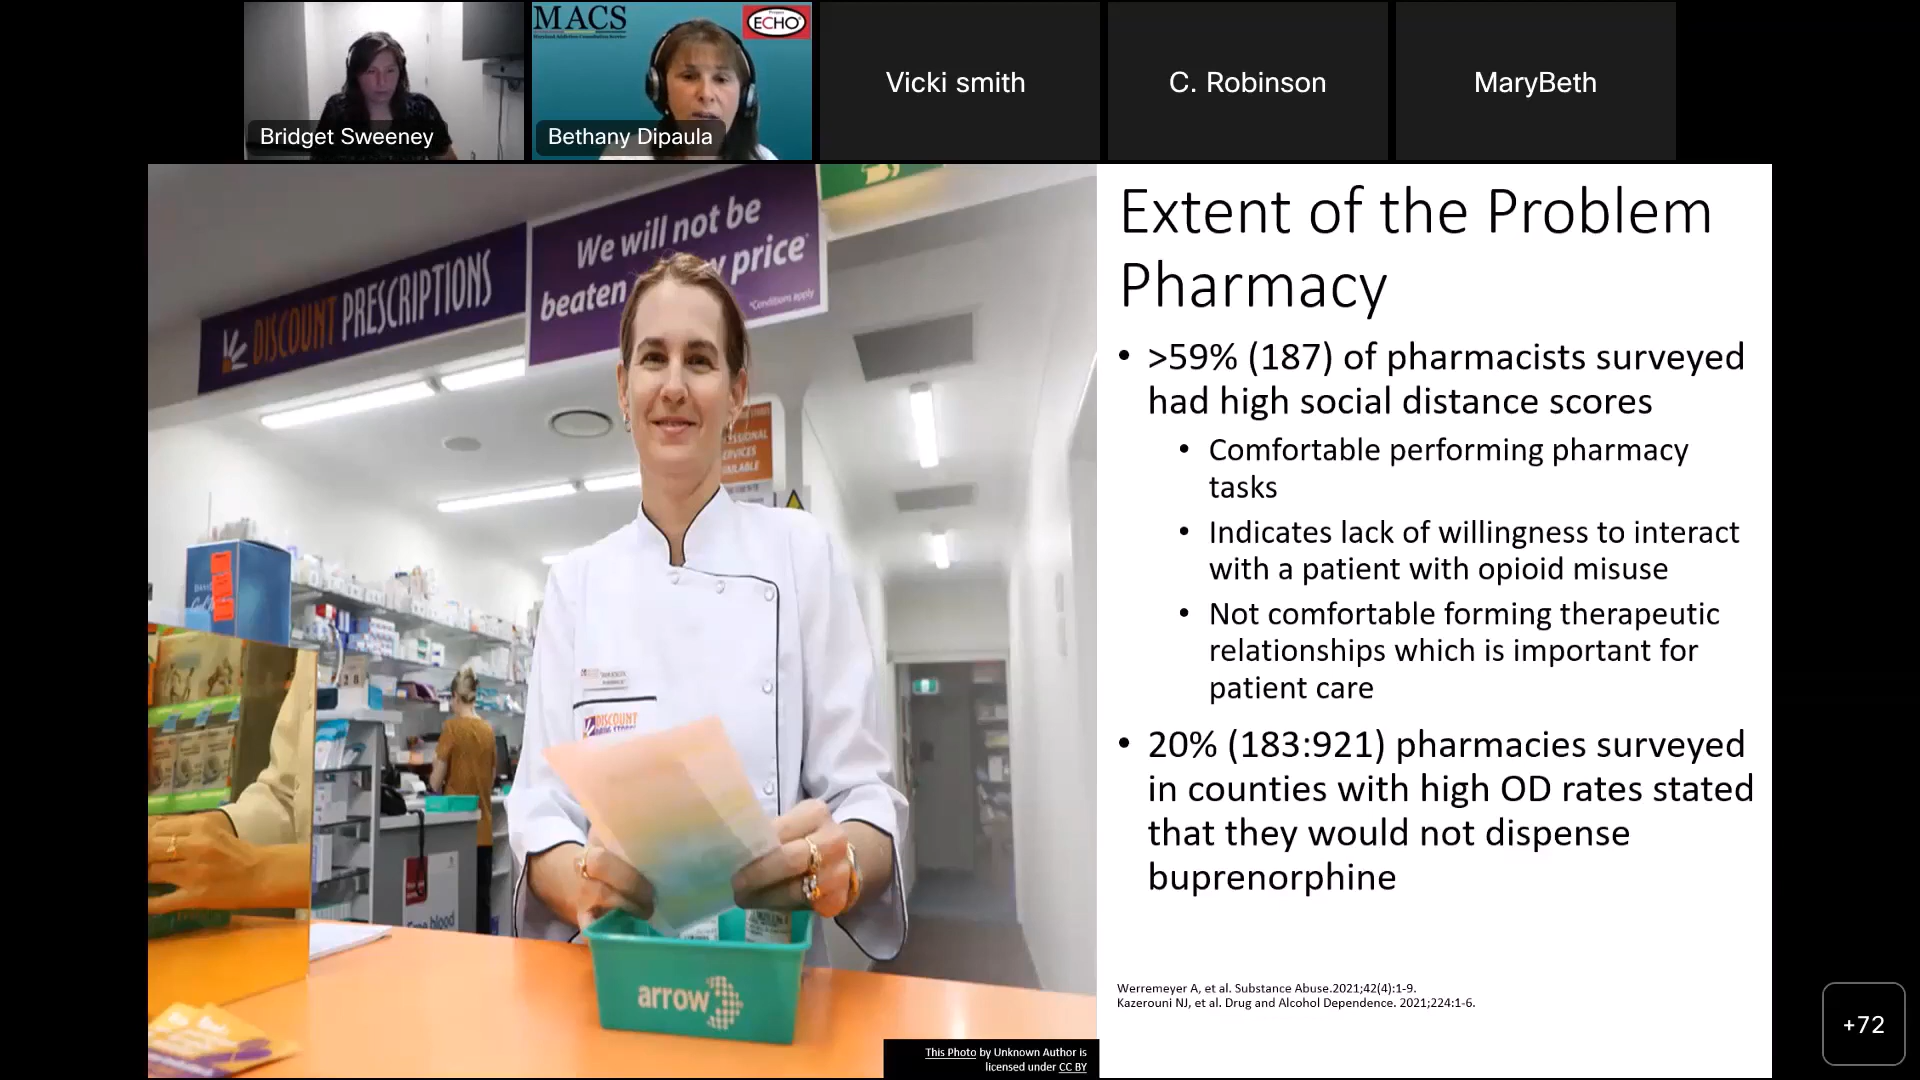 MACS
ECHO
Bridget Sweeney
Bethany Dipaula
Vicki smith
C. Robinson
MaryBeth
DISCOUNT PRESCRIPTIONS
We will not be
beaten price
*Conditions apply
DISCOUNT
arrow
This Photo by Unknown Author is
licensed under CC BY
Extent of the Problem
Pharmacy
• >59% (187) of pharmacists surveyed
had high social distance scores
• Comfortable performing pharmacy
tasks
• Indicates lack of willingness to interact
with a patient with opioid misuse
• Not comfortable forming therapeutic
relationships which is important for
patient care
• 20% (183:921) pharmacies surveyed
in counties with high OD rates stated
that they would not dispense
buprenorphine
Werremeyer A, et al. Substance Abuse.2021;42(4):1-9.
Kazerouni NJ, et al. Drug and Alcohol Dependence. 2021;224:1-6.
+72